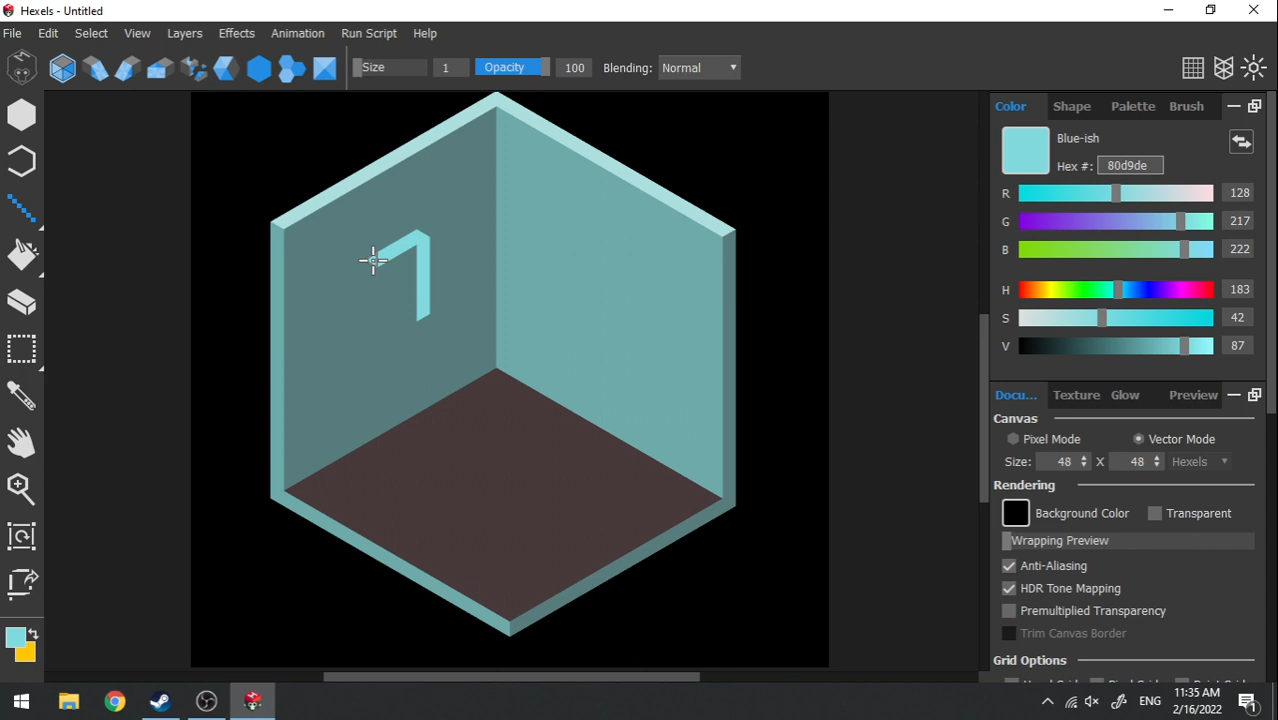 Hexels - Untitled
File Edit Select View Layers Effects Animation Run Script Help
Size 1 Opacity 100 Blending: Normal
Color Shape Palette Brush
Blue-ish
Hex #: 80d9de
R 128
G 217
B 222
H 183
S 42
V 87
Docu... Texture Glow Preview
Canvas
Pixel Mode Vector Mode
Size: 48 X 48 Hexels
Rendering
Background Color Transparent
Wrapping Preview
Anti-Aliasing
HDR Tone Mapping
Premultiplied Transparency
Trim Canvas Border
Grid Options
ENG
11:35 AM
2/16/2022
1